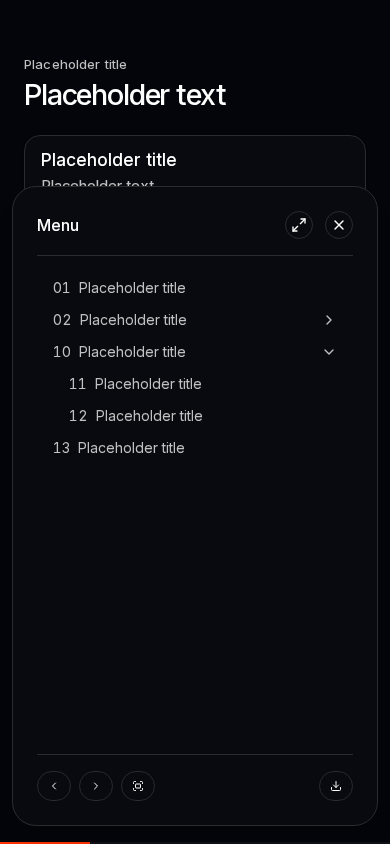 Placeholder title
Placeholder text
Placeholder title
Placeholder text
Menu
01 Placeholder title
02 Placeholder title
10 Placeholder title
11 Placeholder title
12 Placeholder title
13 Placeholder title